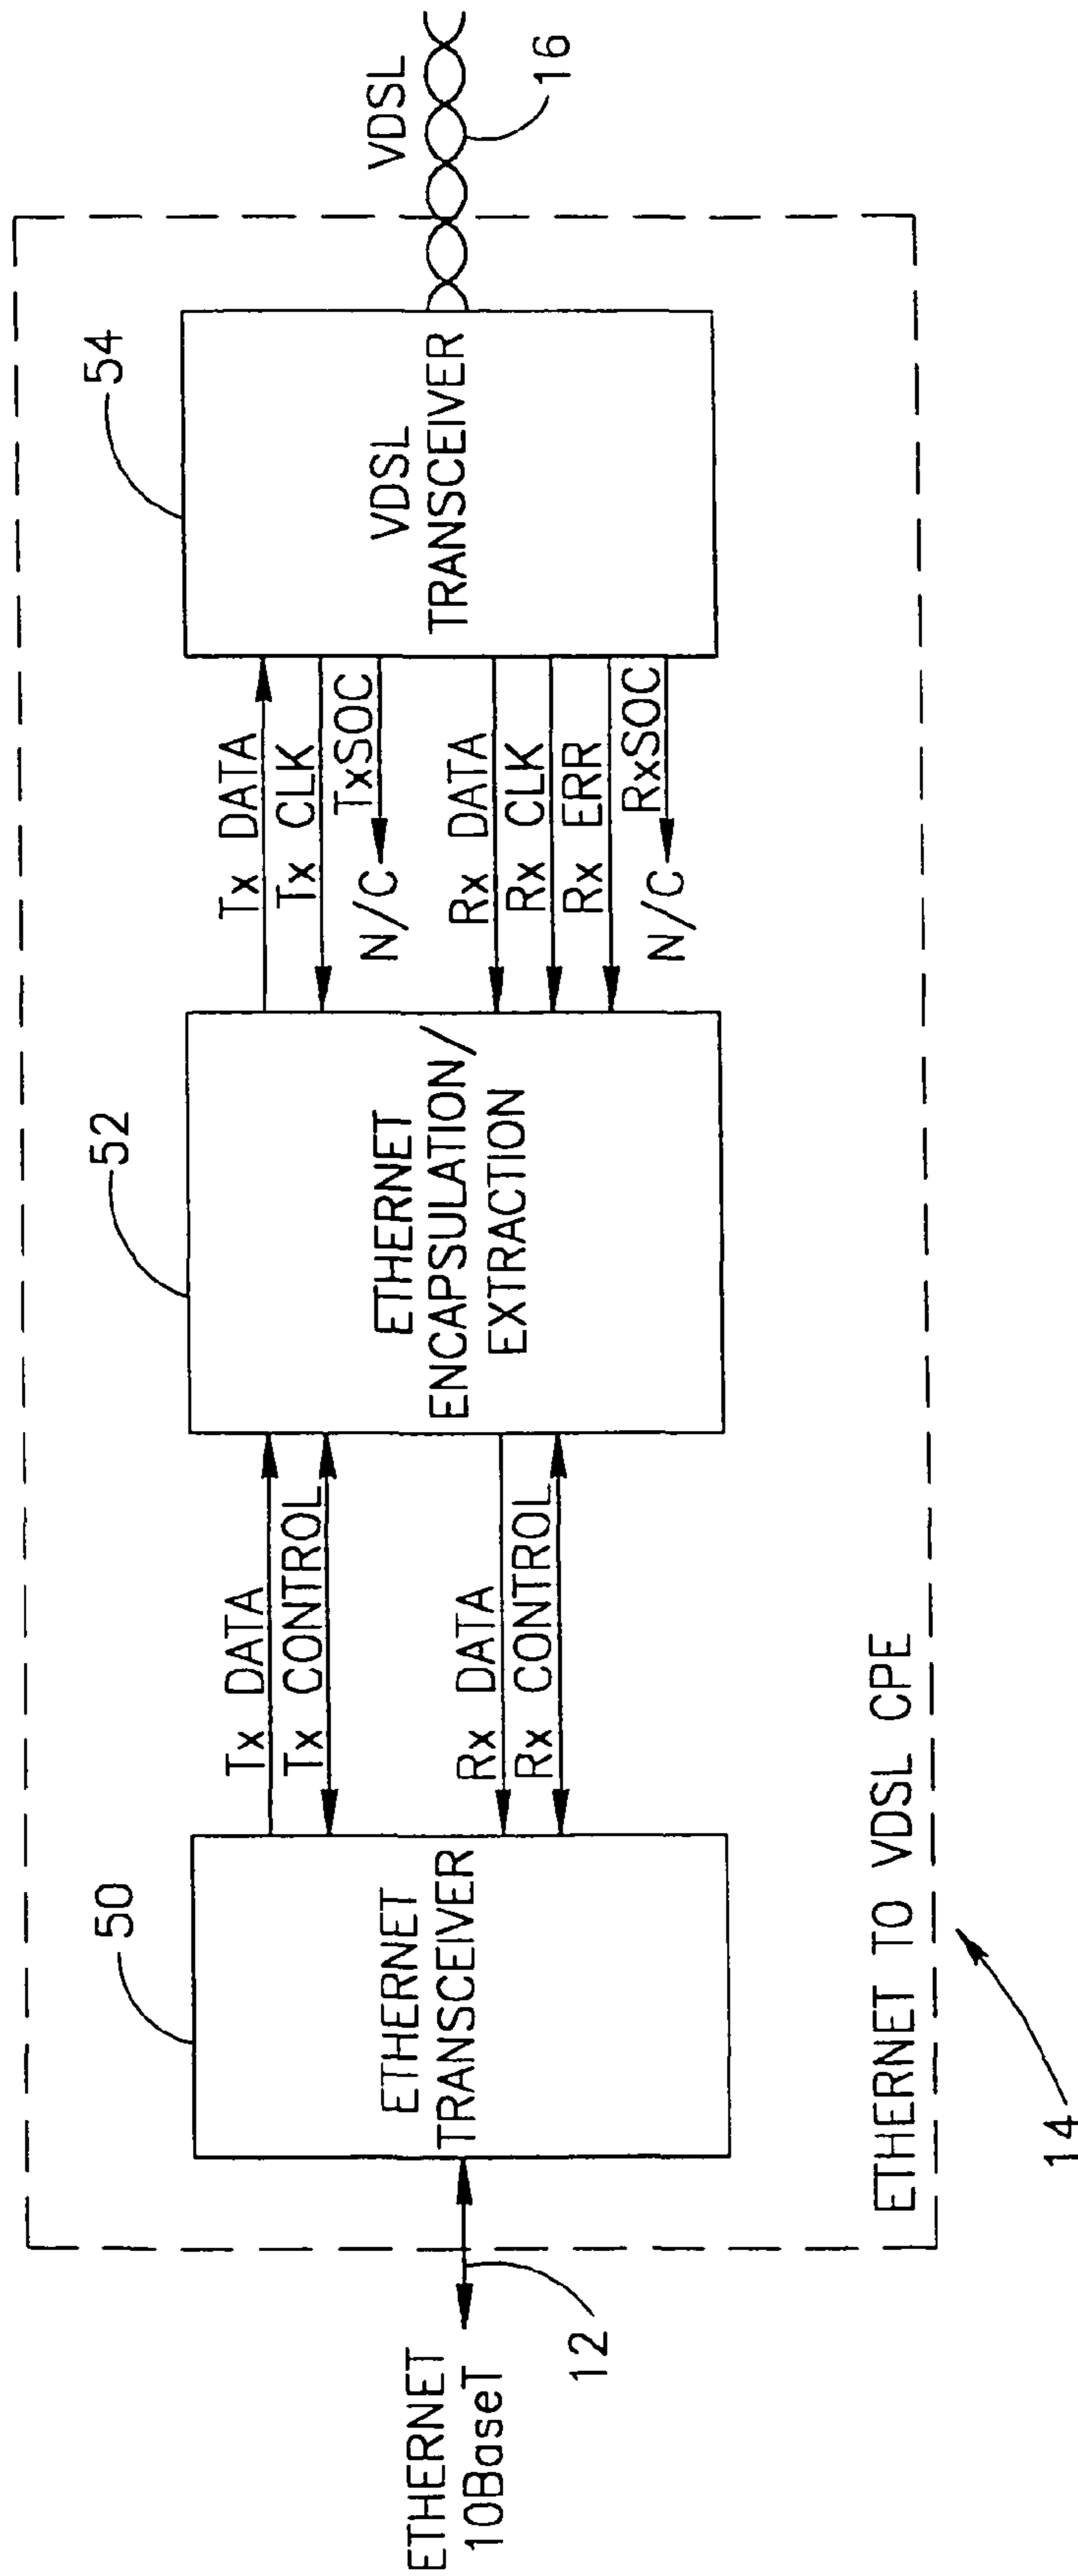 ETHERNET
10BaseT
12
50
ETHERNET
TRANSCEIVER
Tx DATA
Tx CONTROL
Rx DATA
Rx CONTROL
52
ETHERNET
ENCAPSULATION/
EXTRACTION
Tx DATA
Tx CLK
TxSOC
N/C
Rx DATA
Rx CLK
Rx ERR
RxSOC
N/C
54
VDSL
TRANSCEIVER
VDSL
16
ETHERNET TO VDSL CPE
14